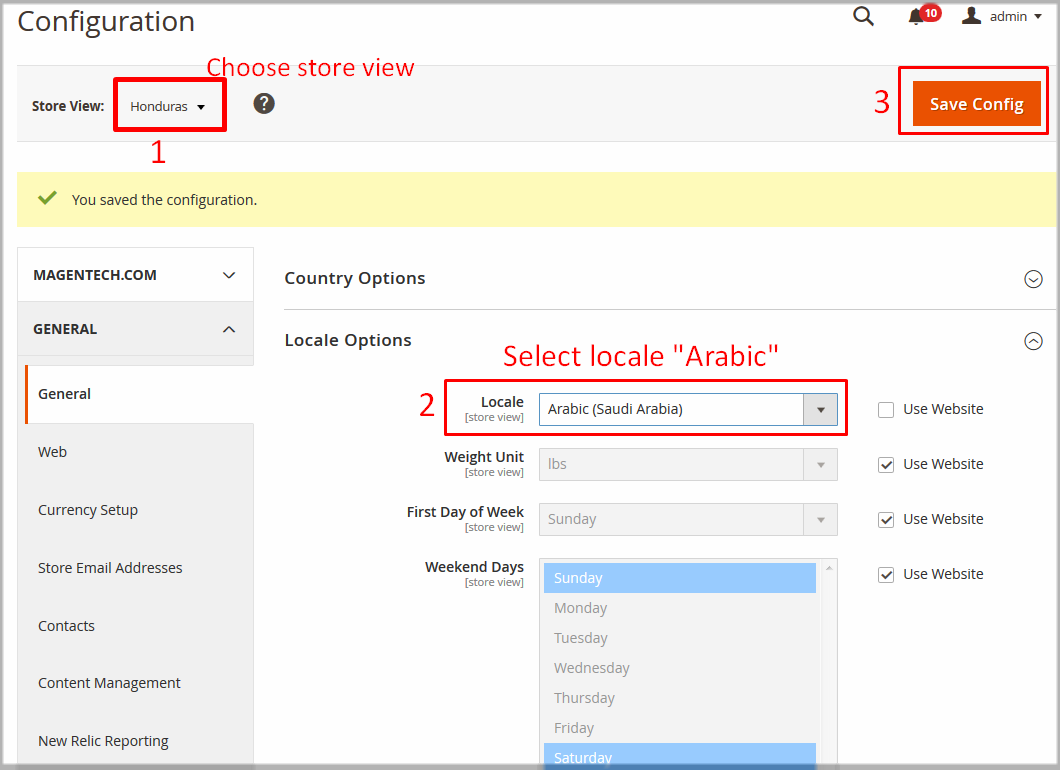 Configuration
10
admin
Choose store view
Store View:
Honduras
?
3
Save Config
1
You saved the configuration.
MAGENTECH.COM
GENERAL
General
Web
Currency Setup
Store Email Addresses
Contacts
Content Management
New Relic Reporting
Country Options
Locale Options
Select locale "Arabic"
2
Locale
[store view]
Arabic (Saudi Arabia)
Use Website
Weight Unit
[store view]
lbs
Use Website
First Day of Week
[store view]
Sunday
Use Website
Weekend Days
[store view]
Sunday
Monday
Tuesday
Wednesday
Thursday
Friday
Saturday
Use Website